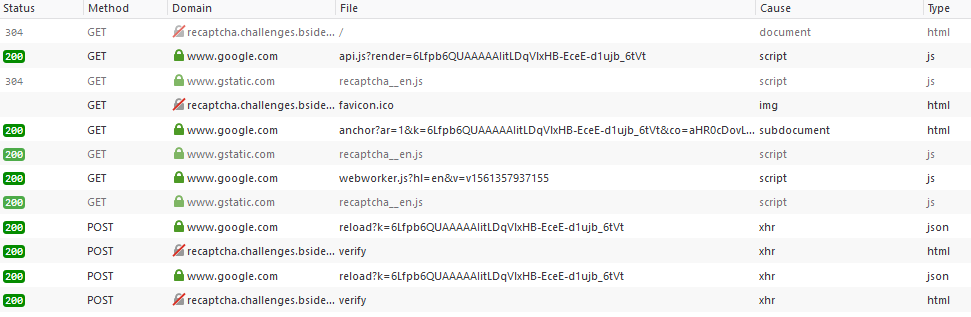 Status Method Domain File Cause Type
304 GET recaptcha.challenges.bside... / document html
200 GET www.google.com api.js?render=6Lfpb6QUAAAAAIitLDqVIxHB-EceE-d1ujb_6tVt script js
304 GET www.gstatic.com recaptcha__en.js script js
GET recaptcha.challenges.bside... favicon.ico img html
200 GET www.google.com anchor?ar=1&k=6Lfpb6QUAAAAAIitLDqVIxHB-EceE-d1ujb_6tVt&co=aHR0cDovL... subdocument html
200 GET www.gstatic.com recaptcha__en.js script js
200 GET www.google.com webworker.js?hl=en&v=v1561357937155 script js
200 GET www.gstatic.com recaptcha__en.js script js
200 POST www.google.com reload?k=6Lfpb6QUAAAAAIitLDqVIxHB-EceE-d1ujb_6tVt xhr json
200 POST recaptcha.challenges.bside... verify xhr html
200 POST www.google.com reload?k=6Lfpb6QUAAAAAIitLDqVIxHB-EceE-d1ujb_6tVt xhr json
200 POST recaptcha.challenges.bside... verify xhr html